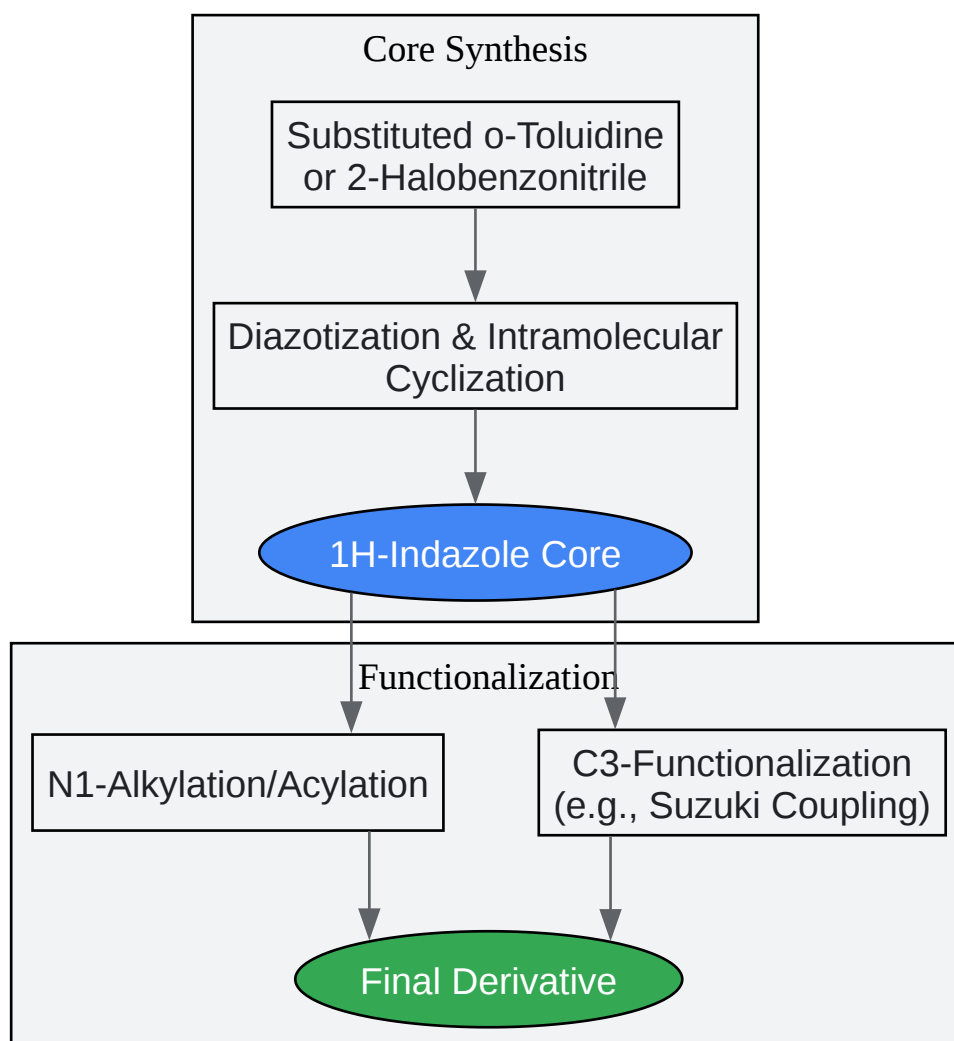 Core Synthesis
Substituted o-Toluidine
or 2-Halobenzonitrile
Diazotization & Intramolecular
Cyclization
1H-Indazole Core
Functionalization
N1-Alkylation/Acylation
C3-Functionalization
(e.g., Suzuki Coupling)
Final Derivative